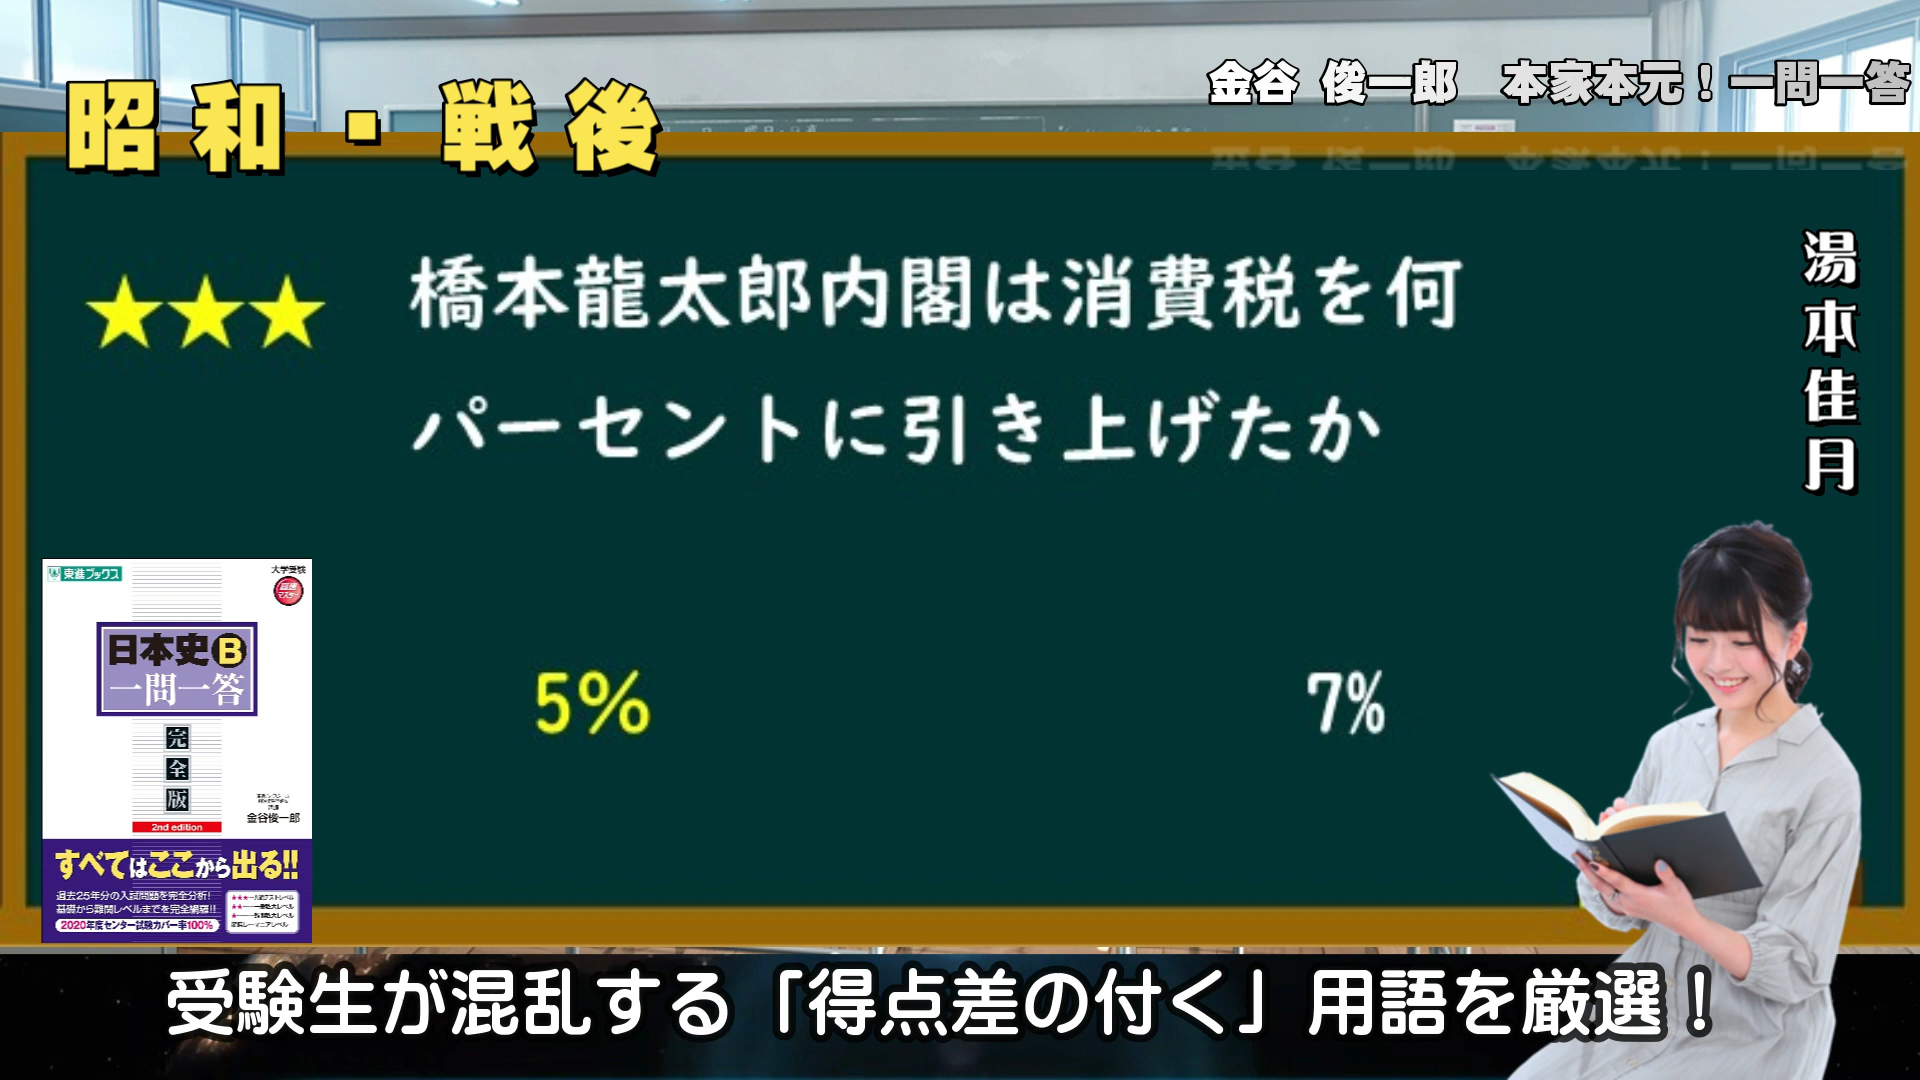 金谷 俊一郎　本家本元！一問一答
昭和・戦後
★★★
橋本龍太郎内閣は消費税を何
パーセントに引き上げたか
湯本佳月
5%
7%
東進ブックス
大学受験
日本史B
一問一答
完全版
2nd edition
金谷俊一郎
すべてはここから出る!!
過去25年分の入試問題を完全分析!
基礎から難関レベルまでを完全網羅!!
2020年度センター試験カバー率100%
受験生が混乱する「得点差の付く」用語を厳選！